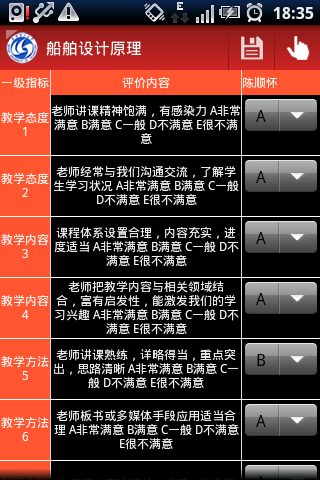 18:35
船舶设计原理
一级指标 评价内容 陈顺怀
教学态度
1
老师讲课精神饱满，有感染力 A非常
满意 B满意 C一般 D不满意 E很不满
意
A
教学态度
2
老师经常与我们沟通交流，了解学
生学习状况 A非常满意 B满意 C一般
D不满意 E很不满意
A
教学内容
3
课程体系设置合理，内容充实，进
度适当 A非常满意 B满意 C一般 D不
满意 E很不满意
A
教学内容
4
老师把教学内容与相关领域结
合，富有启发性，能激发我们的学
习兴趣 A非常满意 B满意 C一般 D不
满意 E很不满意
A
教学方法
5
老师讲课熟练，详略得当，重点突
出，思路清晰 A非常满意 B满意 C一
般 D不满意 E很不满意
B
教学方法
6
老师板书或多媒体手段应用适当合
理 A非常满意 B满意 C一般 D不满意
E很不满意
A